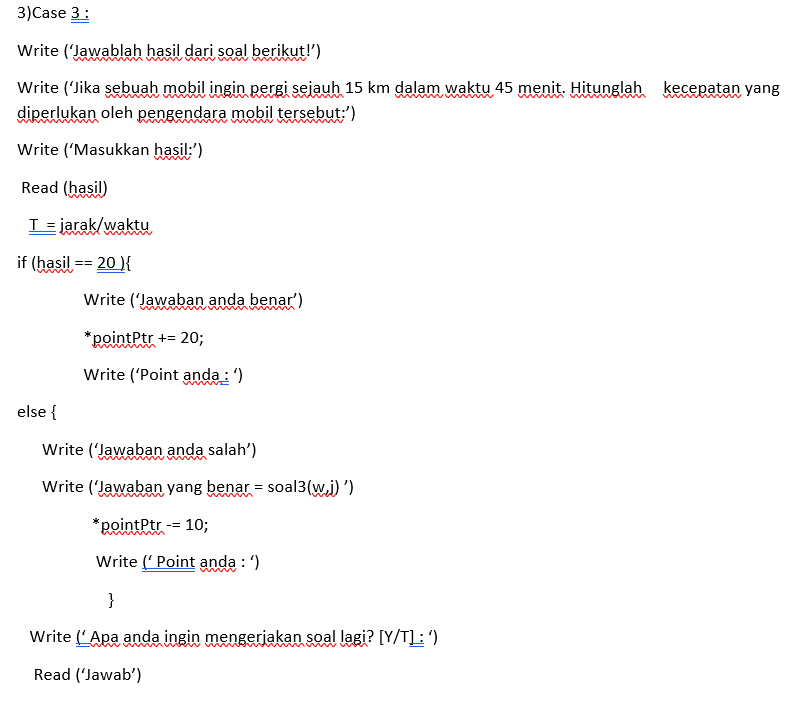 3)Case 3 :
Write (‘Jawablah hasil dari soal berikut!’)
Write (‘Jika sebuah mobil ingin pergi sejauh 15 km dalam waktu 45 menit. Hitunglah kecepatan yang
diperlukan oleh pengendara mobil tersebut:’)
Write (‘Masukkan hasil:’)
Read (hasil)
T = jarak/waktu
if (hasil == 20 ){
Write (‘Jawaban anda benar’)
*pointPtr += 20;
Write (‘Point anda : ‘)
else {
Write (‘Jawaban anda salah’)
Write (‘Jawaban yang benar = soal3(w,j) ’)
*pointPtr -= 10;
Write (‘ Point anda : ‘)
}
Write (‘ Apa anda ingin mengerjakan soal lagi? [Y/T] : ‘)
Read (‘Jawab’)